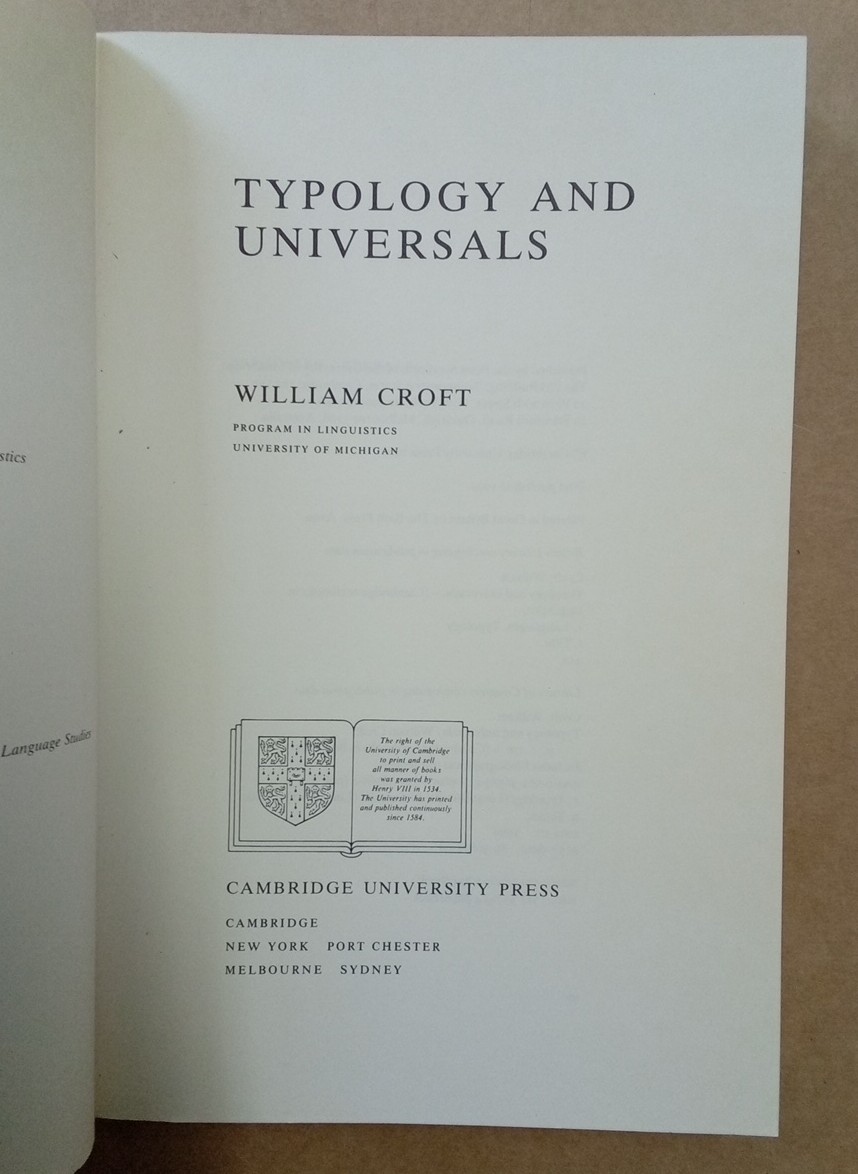 stics
Language Studies
TYPOLOGY AND
UNIVERSALS
WILLIAM CROFT
PROGRAM IN LINGUISTICS
UNIVERSITY OF MICHIGAN
The right of the
University of Cambridge
to print and sell
all manner of books
was granted by
Henry VIII in 1534.
The University has printed
and published continuously
since 1584.
CAMBRIDGE UNIVERSITY PRESS
CAMBRIDGE
NEW YORK PORT CHESTER
MELBOURNE SYDNEY